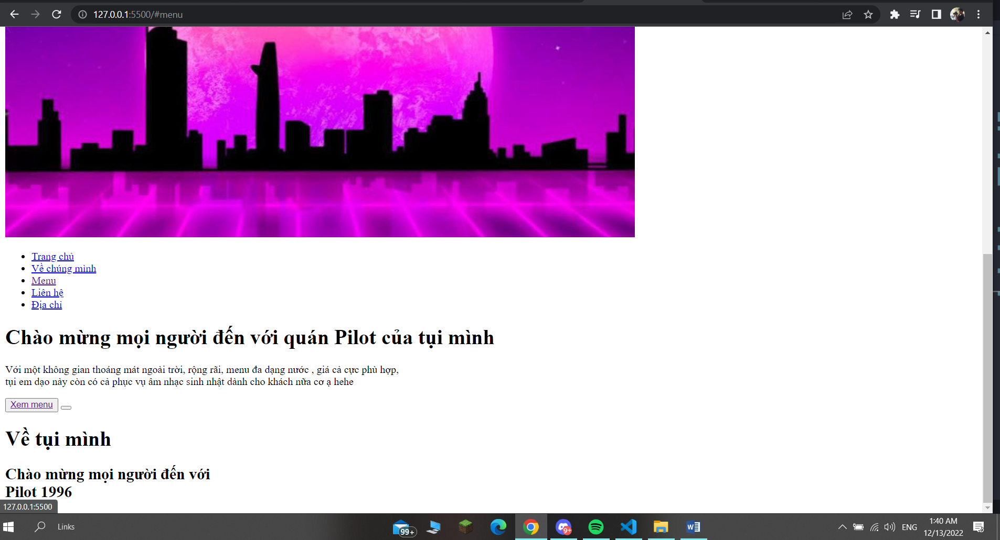 127.0.0.1:5500/#menu
Trang chủ
Về chúng mình
Menu
Liên hệ
Địa chỉ
Chào mừng mọi người đến với quán Pilot của tụi mình
Với một không gian thoáng mát ngoài trời, rộng rãi, menu đa dạng nước , giá cả cực phù hợp,
tụi em dạo này còn có cả phục vụ âm nhạc sinh nhật dành cho khách nữa cơ ạ hehe
Xem menu
Về tụi mình
Chào mừng mọi người đến với
Pilot 1996
127.0.0.1:5500
Links
99+
9+
W
ENG
1:40 AM
12/13/2022